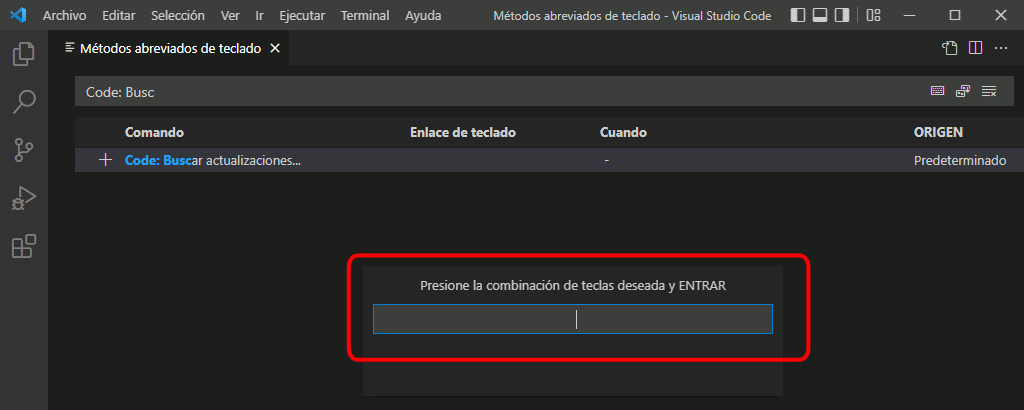 Archivo Editar Selección Ver Ir Ejecutar Terminal Ayuda Métodos abreviados de teclado - Visual Studio Code
Métodos abreviados de teclado
Code: Busc
Comando Enlace de teclado Cuando ORIGEN
Code: Buscar actualizaciones... - Predeterminado
Presione la combinación de teclas deseada y ENTRAR